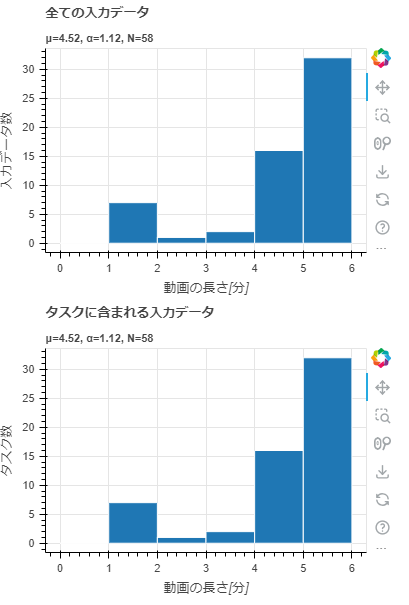 全ての入力データ
μ=4.52, α=1.12, N=58
入力データ数
30
25
20
15
10
5
0
0 1 2 3 4 5 6
動画の長さ[分]
タスクに含まれる入力データ
μ=4.52, α=1.12, N=58
タスク数
30
25
20
15
10
5
0
0 1 2 3 4 5 6
動画の長さ[分]